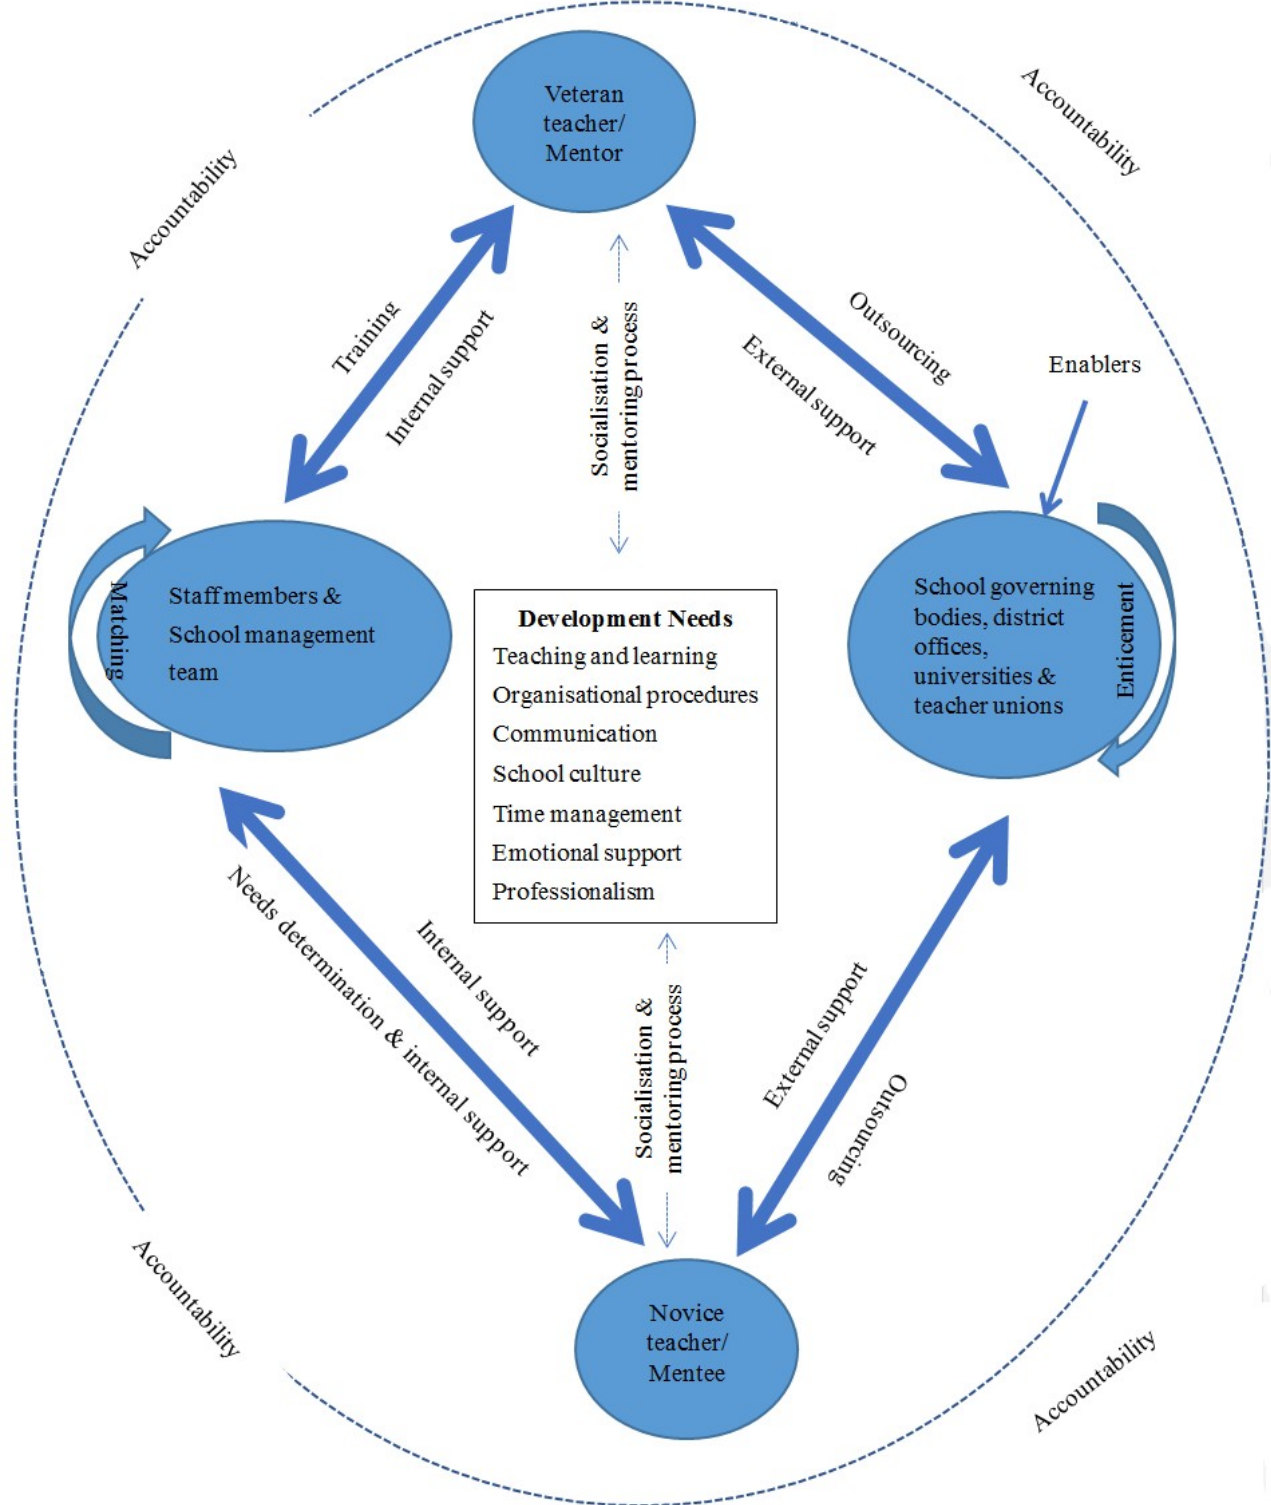 Veteran
teacher/
Mentor
Accountability
Accountability
Training
Internal support
Socialisation &
mentoring process
Outsourcing
External support
Enablers
Matching
Staff members &
School management
team
Development Needs
Teaching and learning
Organisational procedures
Communication
School culture
Time management
Emotional support
Professionalism
School governing
bodies, district
offices,
universities &
teacher unions
Enticement
Needs determination & internal support
Internal support
Socialisation &
mentoring process
External support
Outsourcing
Accountability
Novice
teacher/
Mentee
Accountability